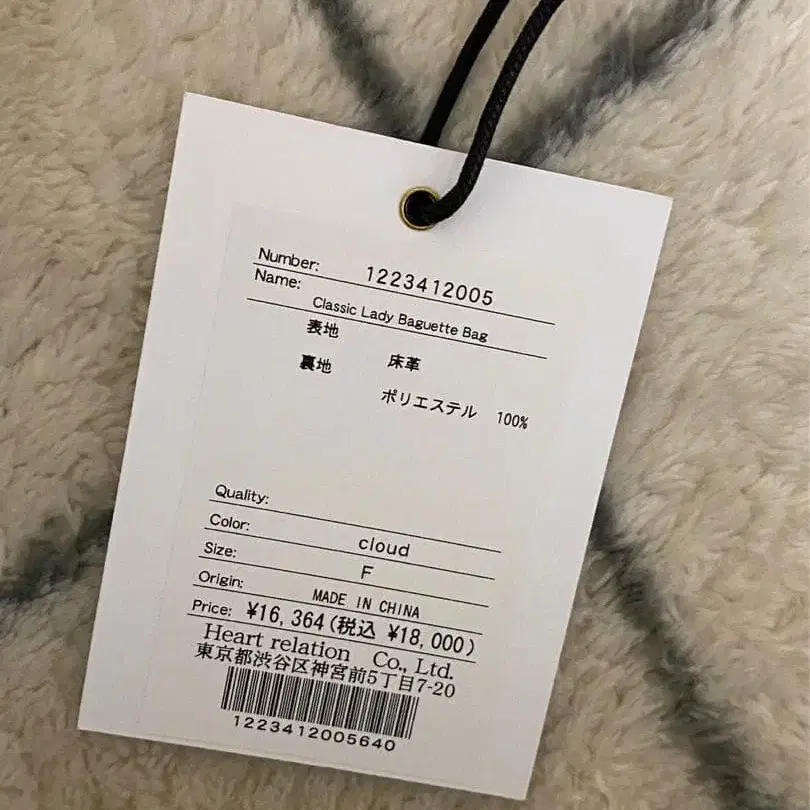 Number: 1223412005
Name:
Classic Lady Baguette Bag
表地 床革
裏地 ポリエステル 100%
Quality:
Color: cloud
Size: F
Origin: MADE IN CHINA
Price: ¥16,364(税込 ¥18,000)
Heart relation Co., Ltd.
東京都渋谷区神宮前5丁目7-20
1223412005640